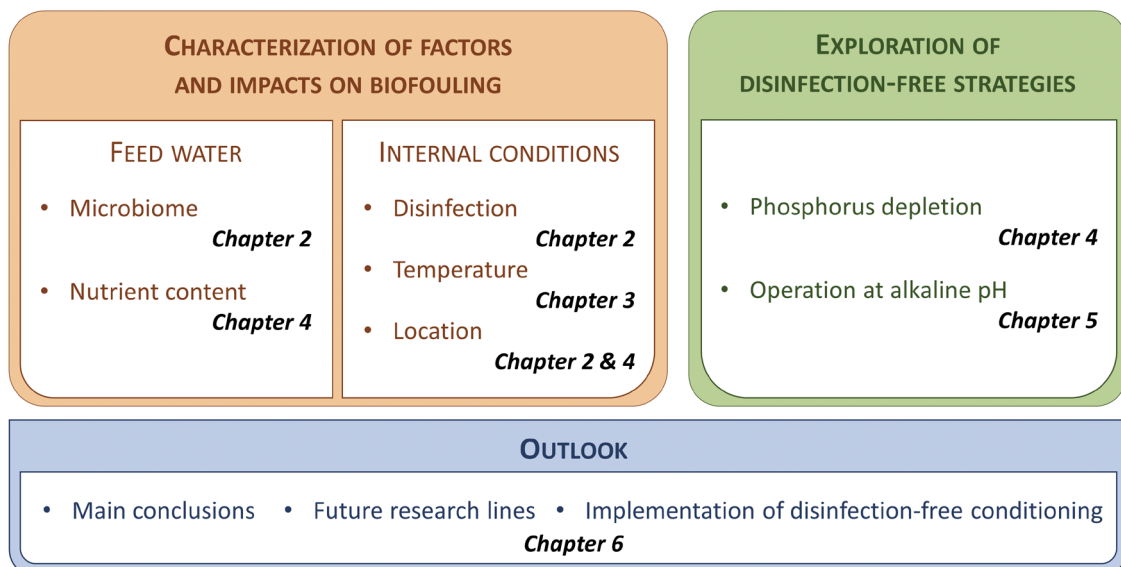 CHARACTERIZATION OF FACTORS
AND IMPACTS ON BIOFOULING
FEED WATER
• Microbiome
Chapter 2
• Nutrient content
Chapter 4
INTERNAL CONDITIONS
• Disinfection
Chapter 2
• Temperature
Chapter 3
• Location
Chapter 2 & 4
EXPLORATION OF
DISINFECTION-FREE STRATEGIES
• Phosphorus depletion
Chapter 4
• Operation at alkaline pH
Chapter 5
OUTLOOK
• Main conclusions • Future research lines • Implementation of disinfection-free conditioning
Chapter 6